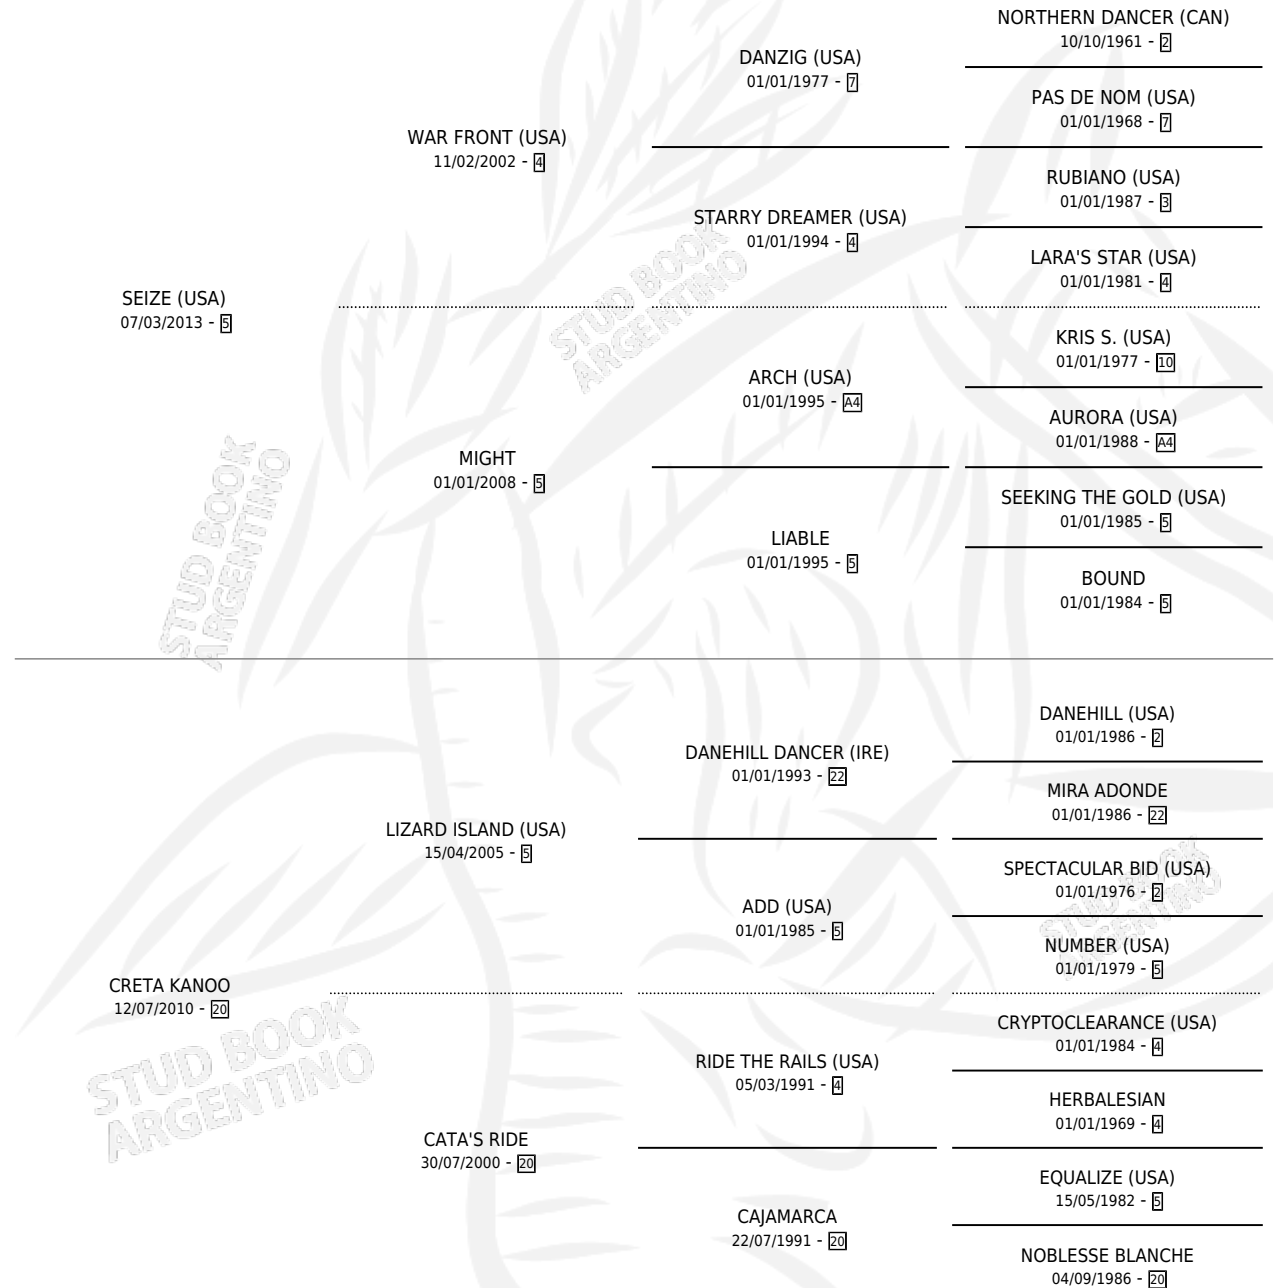 NORTHERN DANCER (CAN)
10/10/1961 - 2
DANZIG (USA)
01/01/1977 - 7
PAS DE NOM (USA)
01/01/1968 - 7
WAR FRONT (USA)
11/02/2002 - 4
RUBIANO (USA)
01/01/1987 - 3
STARRY DREAMER (USA)
01/01/1994 - 4
LARA'S STAR (USA)
01/01/1981 - 4
SEIZE (USA)
07/03/2013 - 5
STUD BOOK
ARGENTINO
KRIS S. (USA)
01/01/1977 - 10
ARCH (USA)
01/01/1995 - A4
AURORA (USA)
01/01/1988 - A4
MIGHT
01/01/2008 - 5
SEEKING THE GOLD (USA)
01/01/1985 - 5
LIABLE
01/01/1995 - 5
BOUND
01/01/1984 - 5
STUD BOOK
ARGENTINO
DANEHILL (USA)
01/01/1986 - 2
DANEHILL DANCER (IRE)
01/01/1993 - 22
MIRA ADONDE
01/01/1986 - 22
LIZARD ISLAND (USA)
15/04/2005 - 5
SPECTACULAR BID (USA)
01/01/1976 - 2
STUD BOOK
ARGENTINO
ADD (USA)
01/01/1985 - 5
NUMBER (USA)
01/01/1979 - 5
CRETA KANOO
12/07/2010 - 20
STUD BOOK
ARGENTINO
CRYPTOCLEARANCE (USA)
01/01/1984 - 4
RIDE THE RAILS (USA)
05/03/1991 - 4
HERBALESIAN
01/01/1969 - 4
CATA'S RIDE
30/07/2000 - 20
EQUALIZE (USA)
15/05/1982 - 5
CAJAMARCA
22/07/1991 - 20
NOBLESSE BLANCHE
04/09/1986 - 20